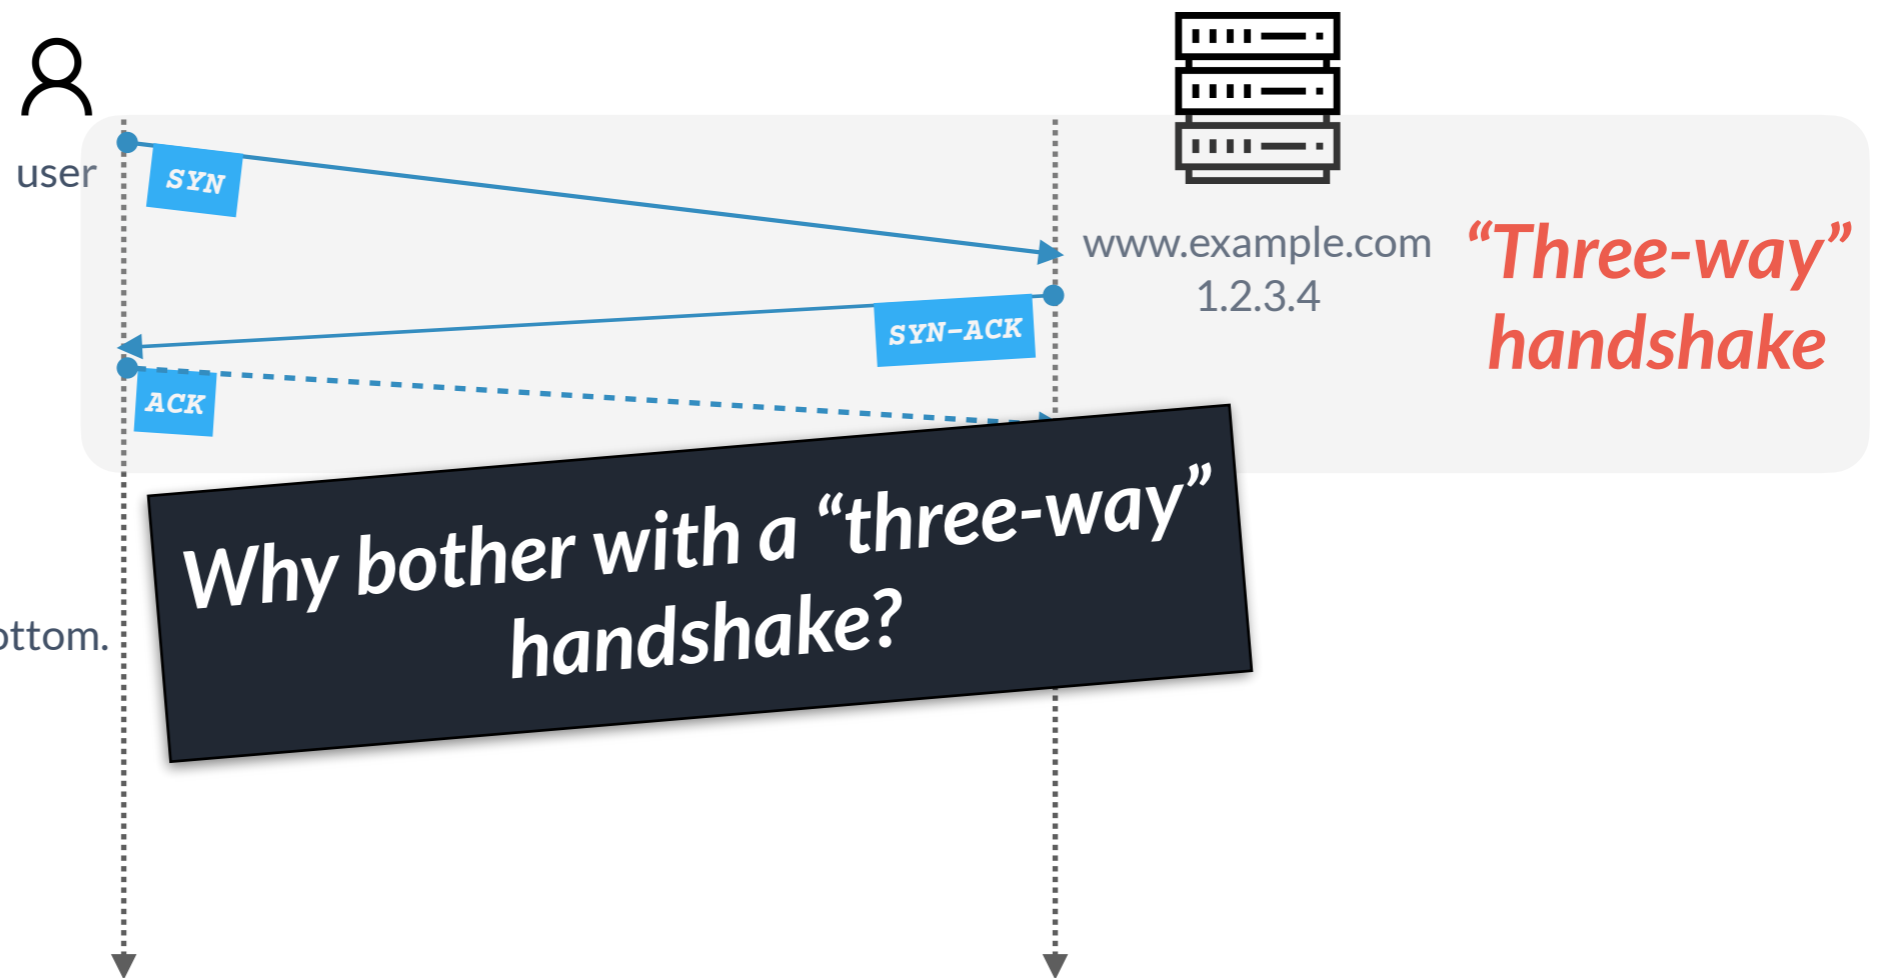 user
SYN
www.example.com
1.2.3.4
“Three-way”
handshake
SYN-ACK
ACK
Why bother with a “three-way”
handshake?
ottom.